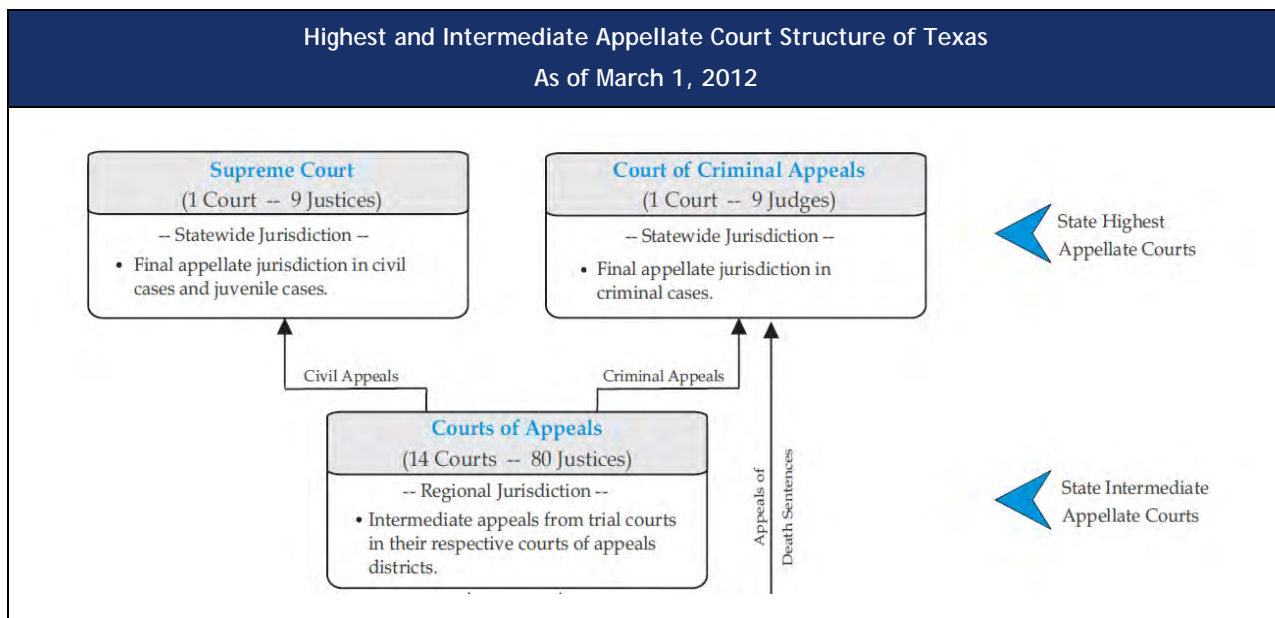 Highest and Intermediate Appellate Court Structure of Texas
As of March 1, 2012
Supreme Court
(1 Court -- 9 Justices)
-- Statewide Jurisdiction --
• Final appellate jurisdiction in civil
cases and juvenile cases.
Court of Criminal Appeals
(1 Court -- 9 Judges)
-- Statewide Jurisdiction --
• Final appellate jurisdiction in
criminal cases.
State Highest
Appellate Courts
Civil Appeals
Criminal Appeals
Courts of Appeals
(14 Courts -- 80 Justices)
-- Regional Jurisdiction --
• Intermediate appeals from trial courts
in their respective courts of appeals
districts.
Appeals of
Death Sentences
State Intermediate
Appellate Courts